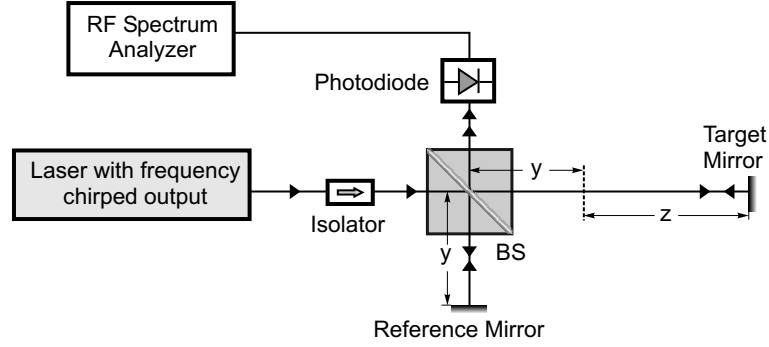 RF Spectrum
Analyzer
Photodiode
Target
Mirror
Laser with frequency
chirped output
Isolator
y
z
y
BS
Reference Mirror